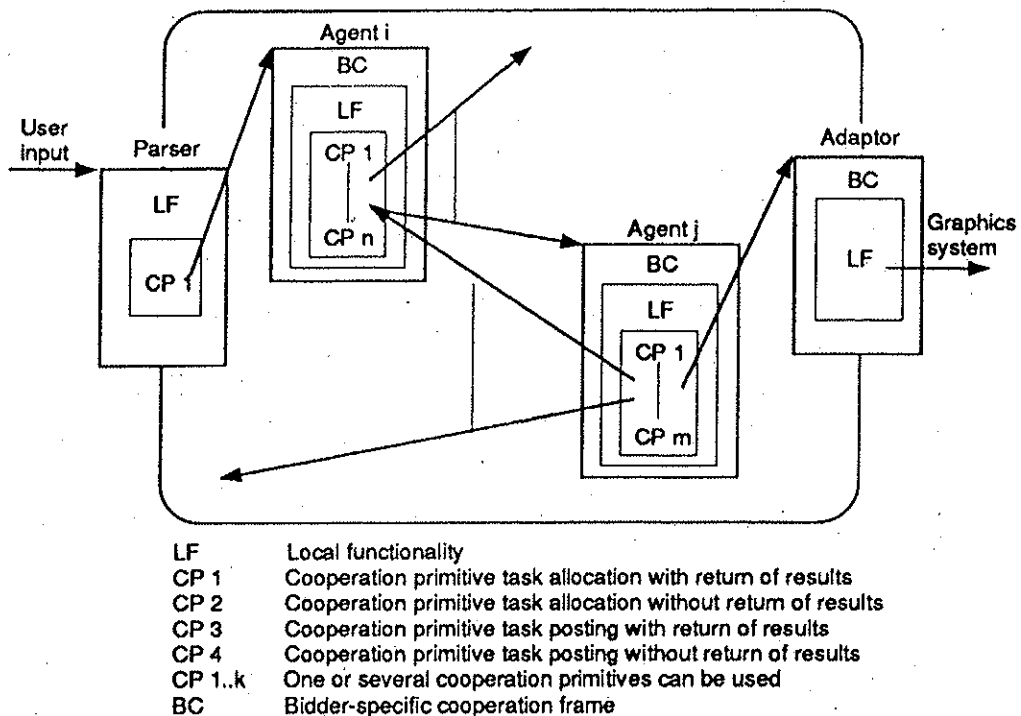 Agent i
BC
LF
CP 1
CP n
User
input
Parser
LF
CP 1
Agent j
BC
LF
CP 1
CP m
Adaptor
BC
LF
Graphics
system
LF Local functionality
CP 1 Cooperation primitive task allocation with return of results
CP 2 Cooperation primitive task allocation without return of results
CP 3 Cooperation primitive task posting with return of results
CP 4 Cooperation primitive task posting without return of results
CP 1..k One or several cooperation primitives can be used
BC Bidder-specific cooperation frame